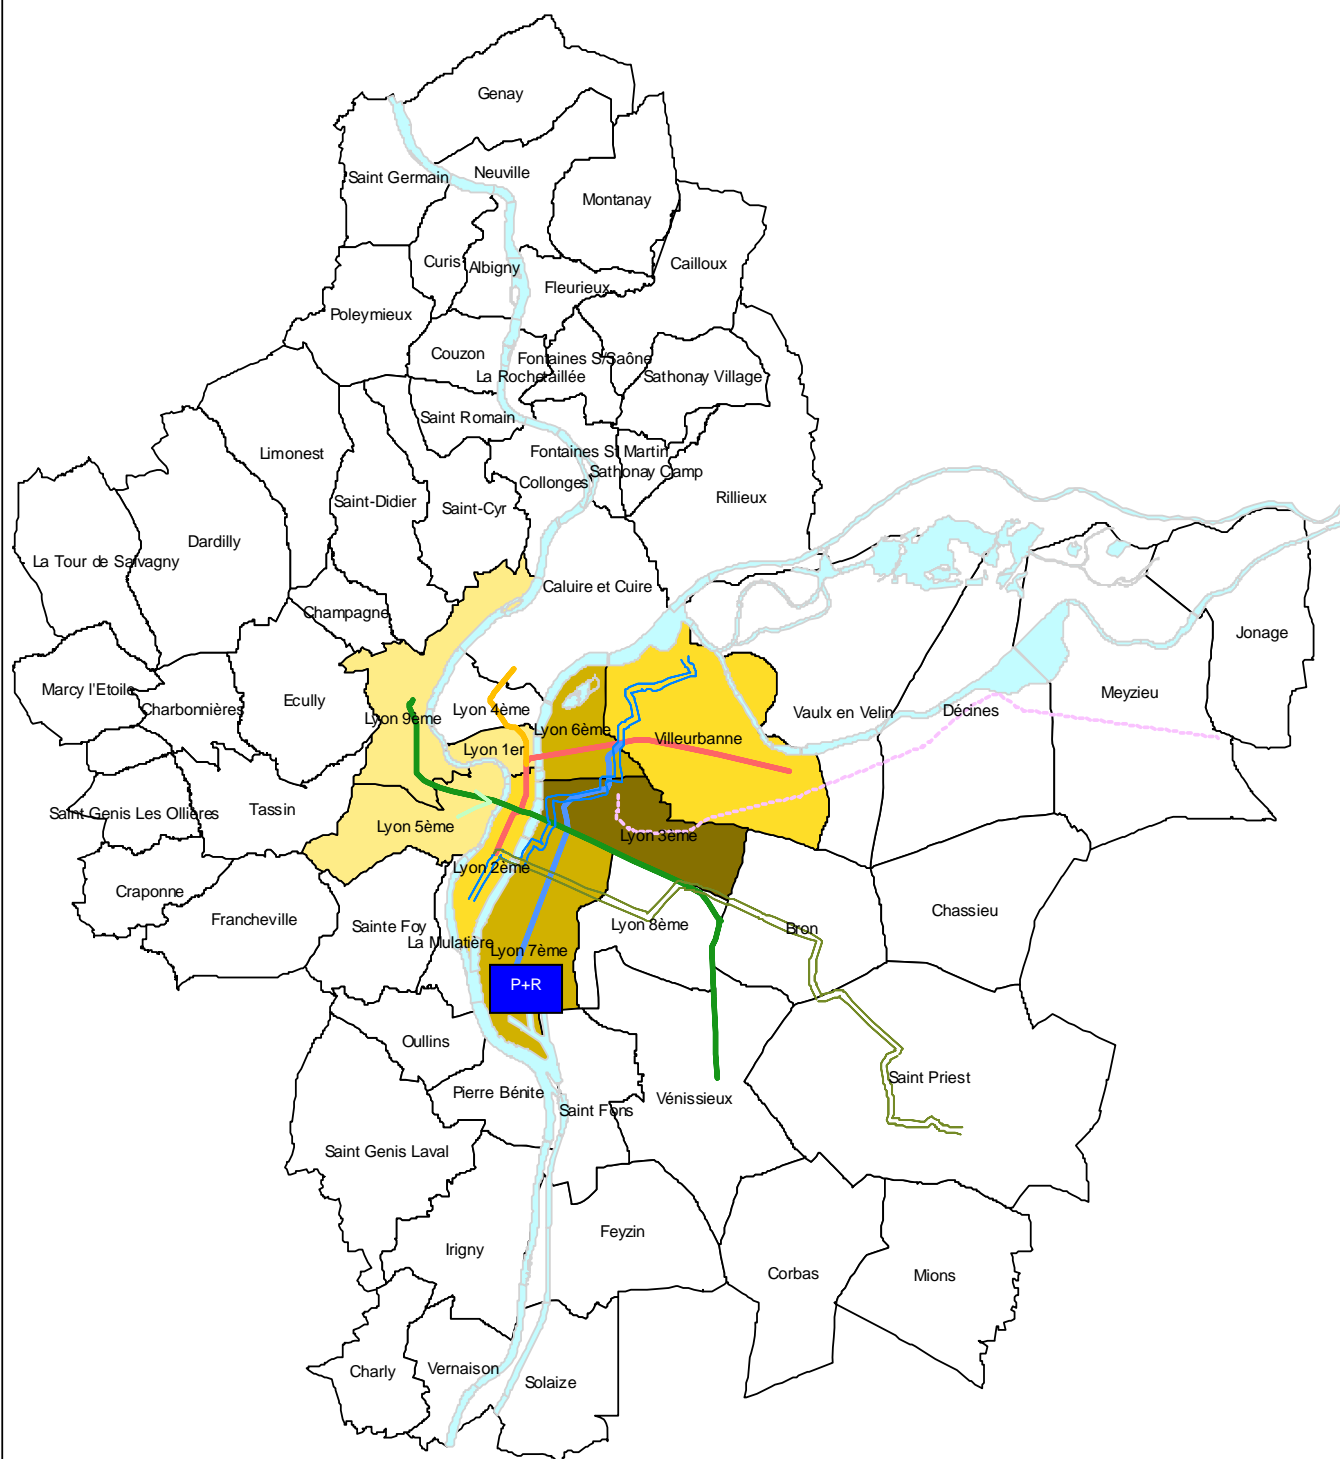 Genay
Neuville
Saint Germain
Montanay
Curis
Albigny
Cailloux
Fleurieux
Poleymieux
Couzon
Fontaines S/Saône
La Rochetaillée
Sathonay Village
Saint Romain
Limonest
Fontaines St Martin
Sathonay Camp
Collonges
Rillieux
Saint-Didier
Saint-Cyr
Dardilly
La Tour de Salvagny
Caluire et Cuire
Champagne
Jonage
Marcy l'Etoile
Charbonnières
Ecully
Meyzieu
Lyon 9ème
Lyon 4ème
Vaulx en Velin
Décines
Lyon 6ème
Villeurbanne
Lyon 1er
Saint Genis Les Ollières
Tassin
Lyon 5ème
Lyon 3ème
Lyon 2ème
Craponne
Francheville
Sainte Foy
Chassieu
Lyon 8ème
Bron
La Mulatière
Lyon 7ème
P+R
Oullins
Saint Priest
Pierre Bénite
Saint Fons
Vénissieux
Saint Genis Laval
Feyzin
Irigny
Corbas
Mions
Charly
Vernaison
Solaize